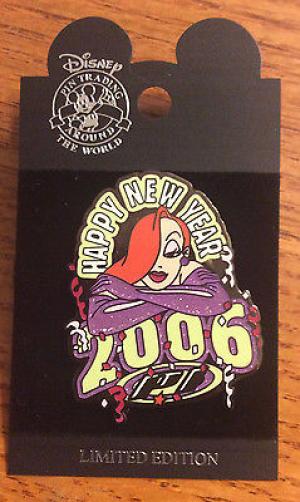 Disney
PIN TRADING
AROUND
THE WORLD
HAPPY NEW YEAR
2006
LIMITED EDITION